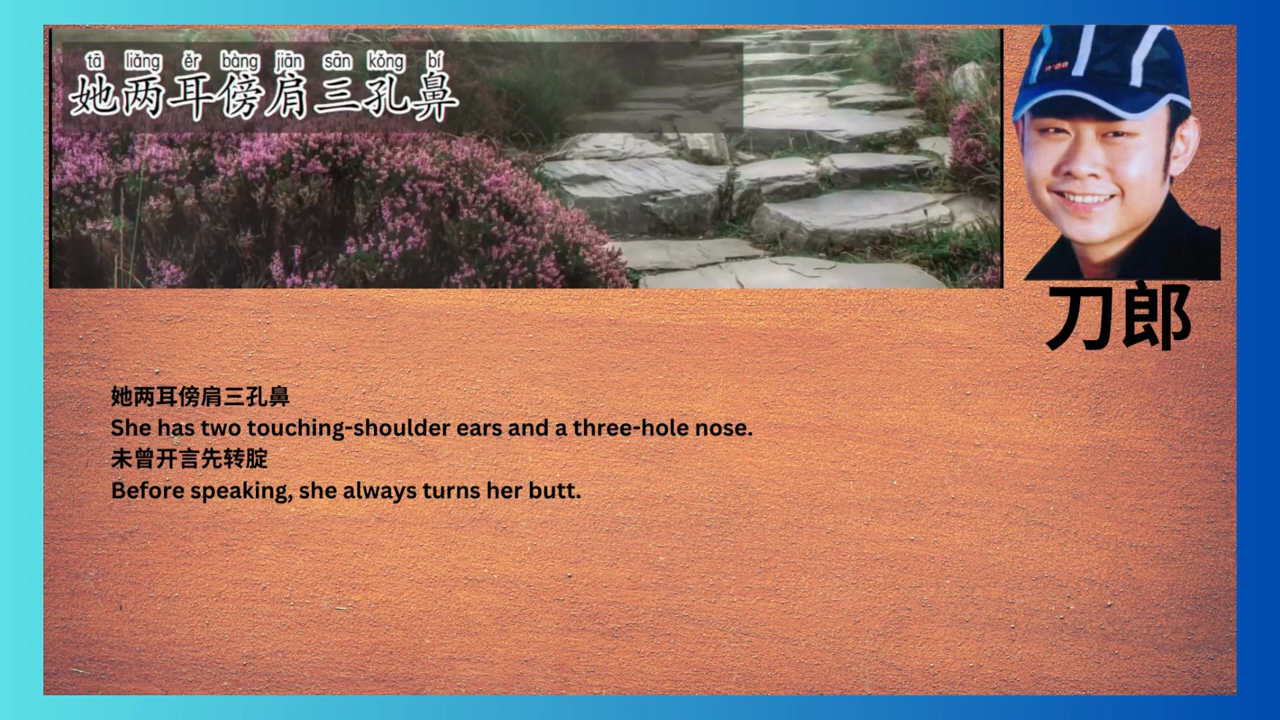 tā liǎng ěr bàng jiān sān kǒng bí
她两耳傍肩三孔鼻
刀郎
她两耳傍肩三孔鼻
She has two touching-shoulder ears and a three-hole nose.
未曾开言先转腚
Before speaking, she always turns her butt.